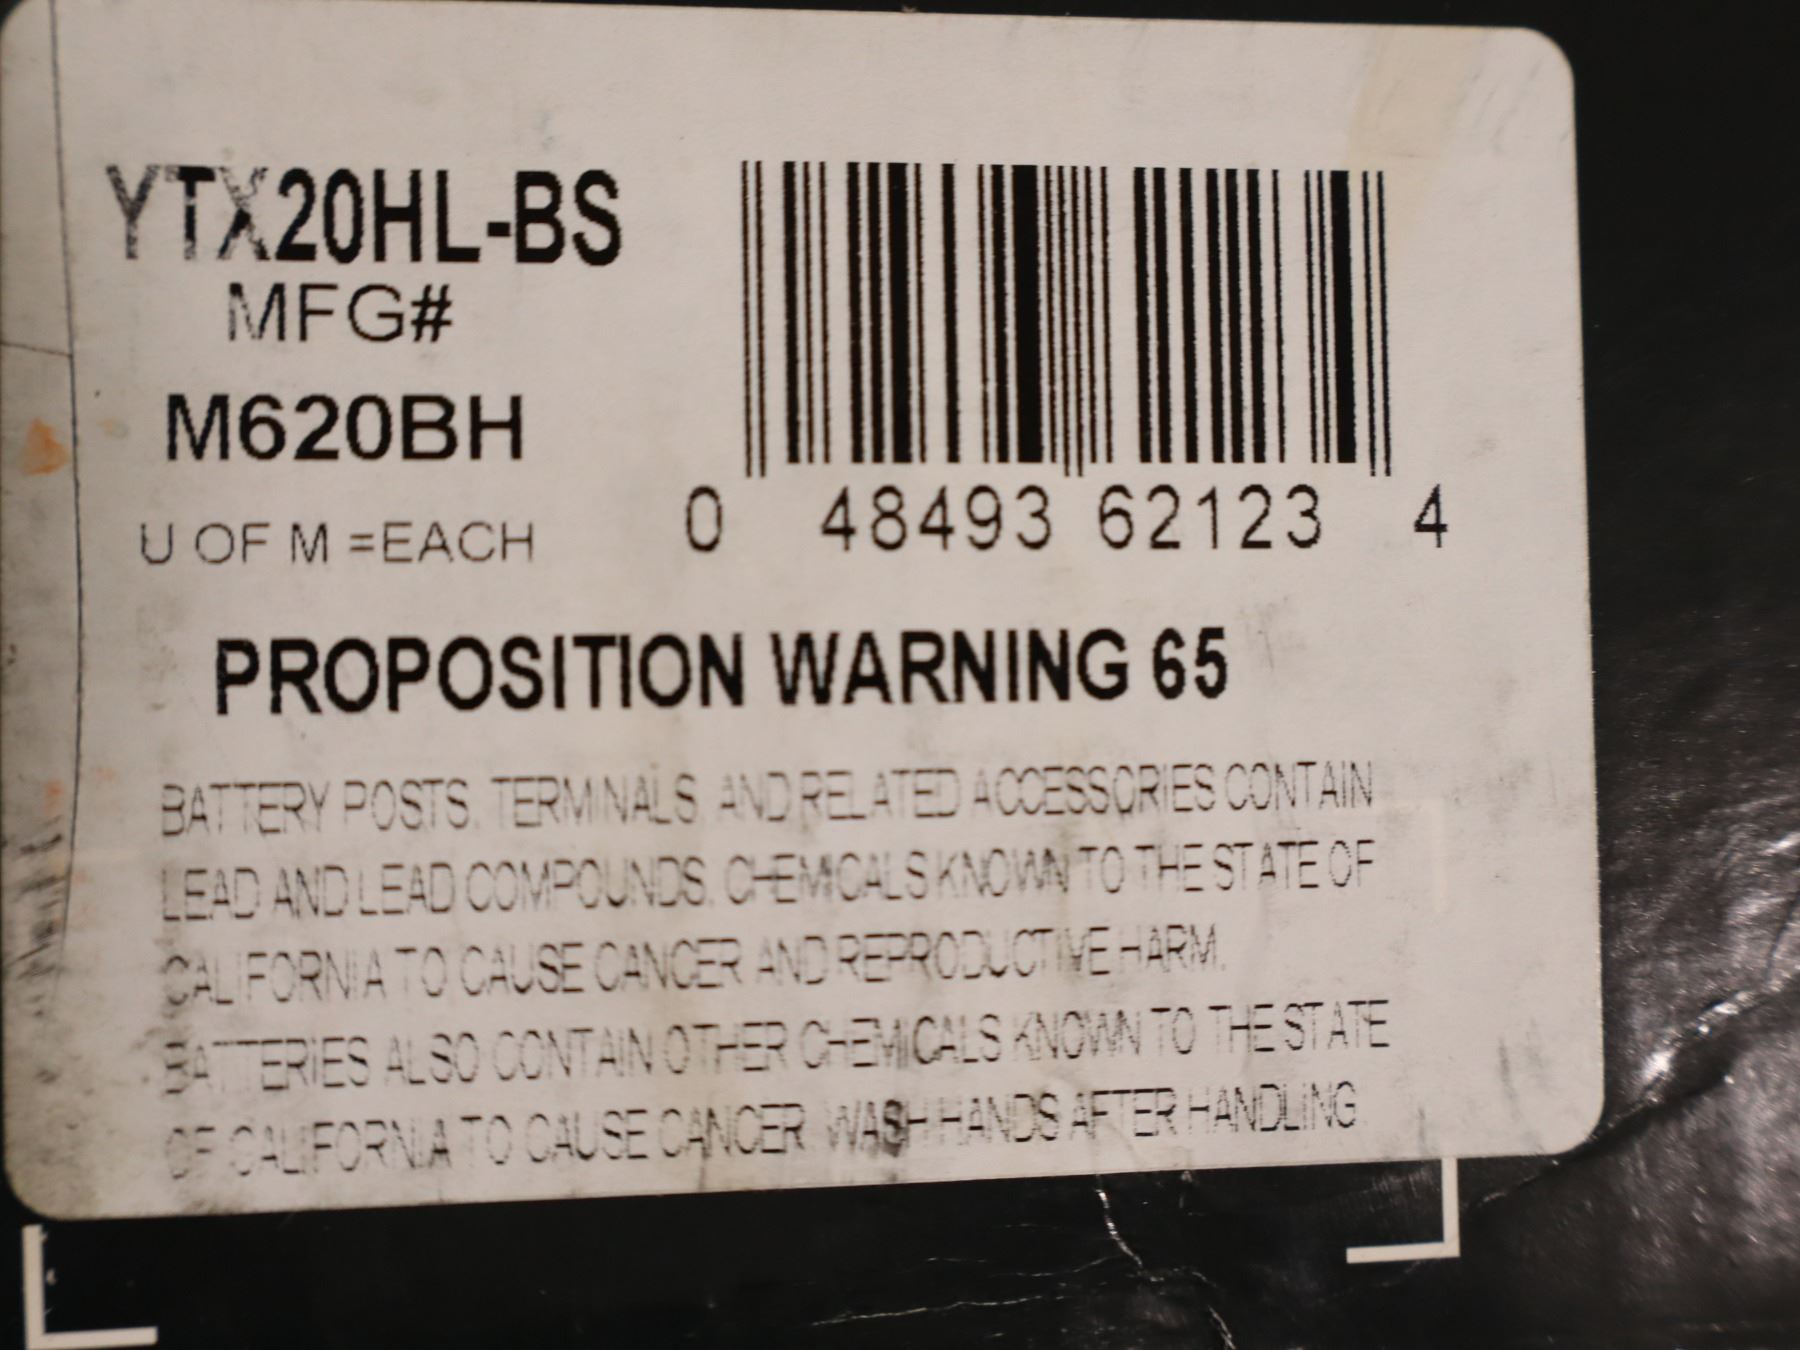 YTX20HL-BS
MFG#
M620BH
U OF M =EACH
0 48493 62123 4
PROPOSITION WARNING 65
BATTERY POSTS, TERMINALS, AND RELATED ACCESSORIES CONTAIN
LEAD AND LEAD COMPOUNDS, CHEMICALS KNOWN TO THE STATE OF
CALIFORNIA TO CAUSE CANCER AND REPRODUCTIVE HARM.
BATTERIES ALSO CONTAIN OTHER CHEMICALS KNOWN TO THE STATE
OF CALIFORNIA TO CAUSE CANCER. WASH HANDS AFTER HANDLING